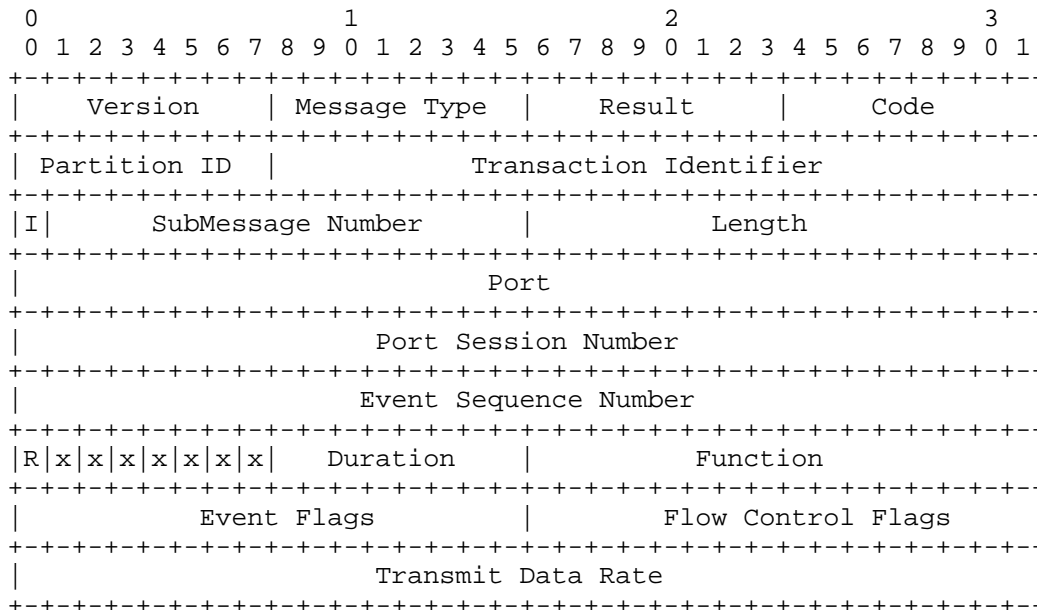 0                   1                   2                   3
 0 1 2 3 4 5 6 7 8 9 0 1 2 3 4 5 6 7 8 9 0 1 2 3 4 5 6 7 8 9 0 1
+-+-+-+-+-+-+-+-+-+-+-+-+-+-+-+-+-+-+-+-+-+-+-+-+-+-+-+-+-+-+-+-
|    Version    | Message Type  |    Result     |     Code
+-+-+-+-+-+-+-+-+-+-+-+-+-+-+-+-+-+-+-+-+-+-+-+-+-+-+-+-+-+-+-+-
| Partition ID  |            Transaction Identifier
+-+-+-+-+-+-+-+-+-+-+-+-+-+-+-+-+-+-+-+-+-+-+-+-+-+-+-+-+-+-+-+-
|I|      SubMessage Number      |           Length
+-+-+-+-+-+-+-+-+-+-+-+-+-+-+-+-+-+-+-+-+-+-+-+-+-+-+-+-+-+-+-+-
|                             Port
+-+-+-+-+-+-+-+-+-+-+-+-+-+-+-+-+-+-+-+-+-+-+-+-+-+-+-+-+-+-+-+-
|                      Port Session Number
+-+-+-+-+-+-+-+-+-+-+-+-+-+-+-+-+-+-+-+-+-+-+-+-+-+-+-+-+-+-+-+-
|                     Event Sequence Number
+-+-+-+-+-+-+-+-+-+-+-+-+-+-+-+-+-+-+-+-+-+-+-+-+-+-+-+-+-+-+-+-
|R|x|x|x|x|x|x|x|   Duration    |          Function
+-+-+-+-+-+-+-+-+-+-+-+-+-+-+-+-+-+-+-+-+-+-+-+-+-+-+-+-+-+-+-+-
|           Event Flags         |        Flow Control Flags
+-+-+-+-+-+-+-+-+-+-+-+-+-+-+-+-+-+-+-+-+-+-+-+-+-+-+-+-+-+-+-+-
|                      Transmit Data Rate
+-+-+-+-+-+-+-+-+-+-+-+-+-+-+-+-+-+-+-+-+-+-+-+-+-+-+-+-+-+-+-+-